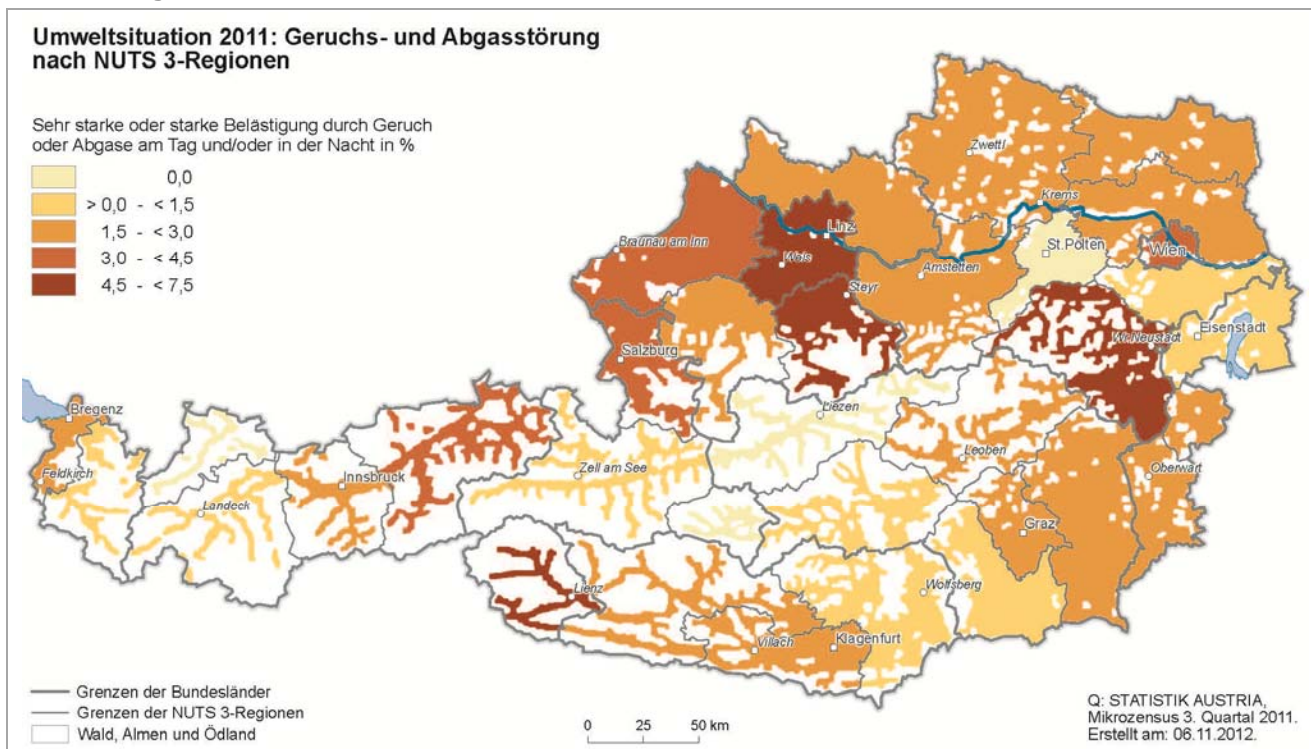 Umweltsituation 2011: Geruchs- und Abgasstörung
nach NUTS 3-Regionen
Sehr starke oder starke Belästigung durch Geruch
oder Abgase am Tag und/oder in der Nacht in %
0,0
> 0,0 - < 1,5
1,5 - < 3,0
3,0 - < 4,5
4,5 - < 7,5
Zwettl
Krems
Linz
Braunau am Inn
Wels
St.Pölten
Wien
Amstetten
Steyr
Eisenstadt
Wr.Neustadt
Salzburg
Bregenz
Liezen
Feldkirch
Innsbruck
Zell am See
Leoben
Oberwart
Landeck
Graz
Lienz
Wolfsberg
Villach
Klagenfurt
Grenzen der Bundesländer
Grenzen der NUTS 3-Regionen
Wald, Almen und Ödland
0 25 50 km
Q: STATISTIK AUSTRIA,
Mikrozensus 3. Quartal 2011.
Erstellt am: 06.11.2012.